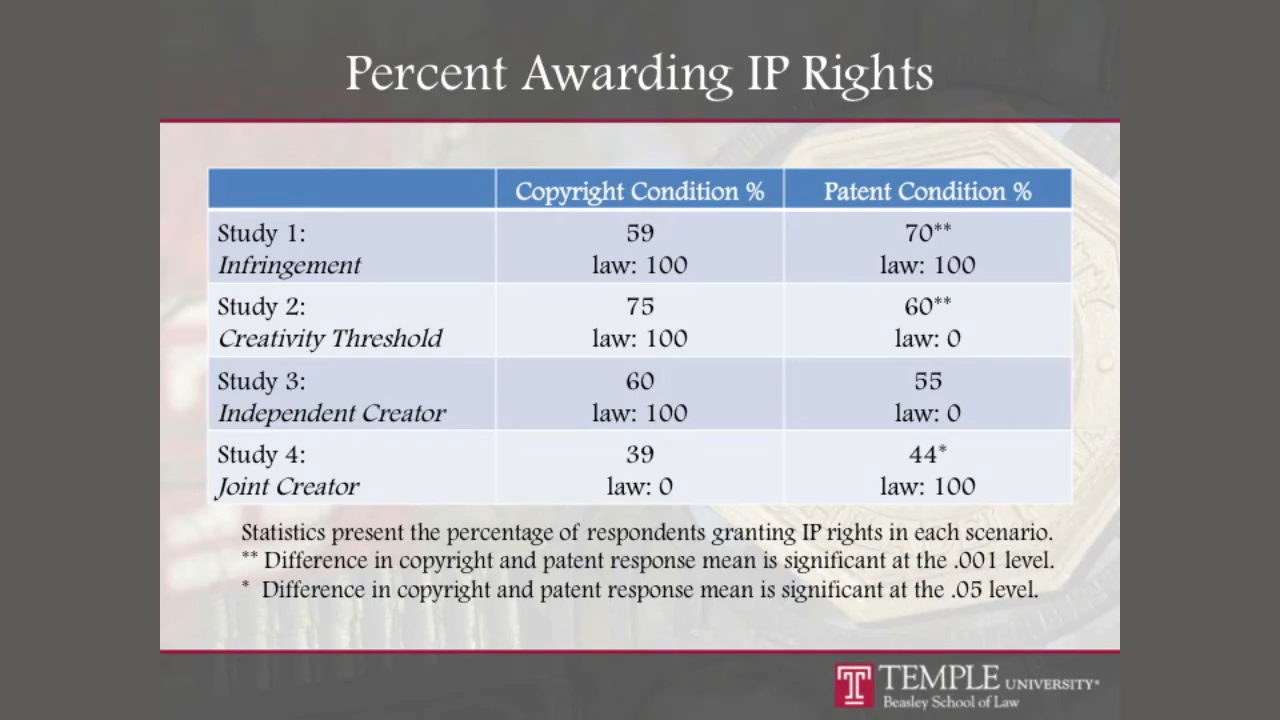 Percent Awarding IP Rights
Copyright Condition % Patent Condition %
Study 1: 59 70**
Infringement law: 100 law: 100
Study 2: 75 60**
Creativity Threshold law: 100 law: 0
Study 3: 60 55
Independent Creator law: 100 law: 0
Study 4: 39 44*
Joint Creator law: 0 law: 100
Statistics present the percentage of respondents granting IP rights in each scenario.
** Difference in copyright and patent response mean is significant at the .001 level.
* Difference in copyright and patent response mean is significant at the .05 level.
T TEMPLE UNIVERSITY®
Beasley School of Law